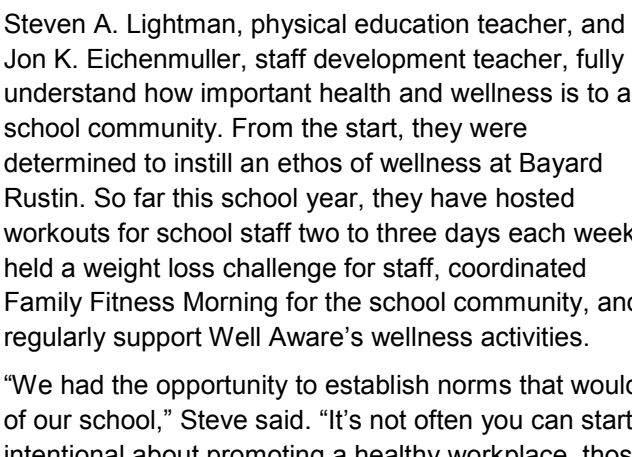 Steven A. Lightman, physical education teacher, and
Jon K. Eichenmuller, staff development teacher, fully
understand how important health and wellness is to a
school community. From the start, they were
determined to instill an ethos of wellness at Bayard
Rustin. So far this school year, they have hosted
workouts for school staff two to three days each week
held a weight loss challenge for staff, coordinated
Family Fitness Morning for the school community, and
regularly support Well Aware’s wellness activities.
“We had the opportunity to establish norms that would
of our school,” Steve said. “It’s not often you can start
intentional about promoting a healthy workplace, thos